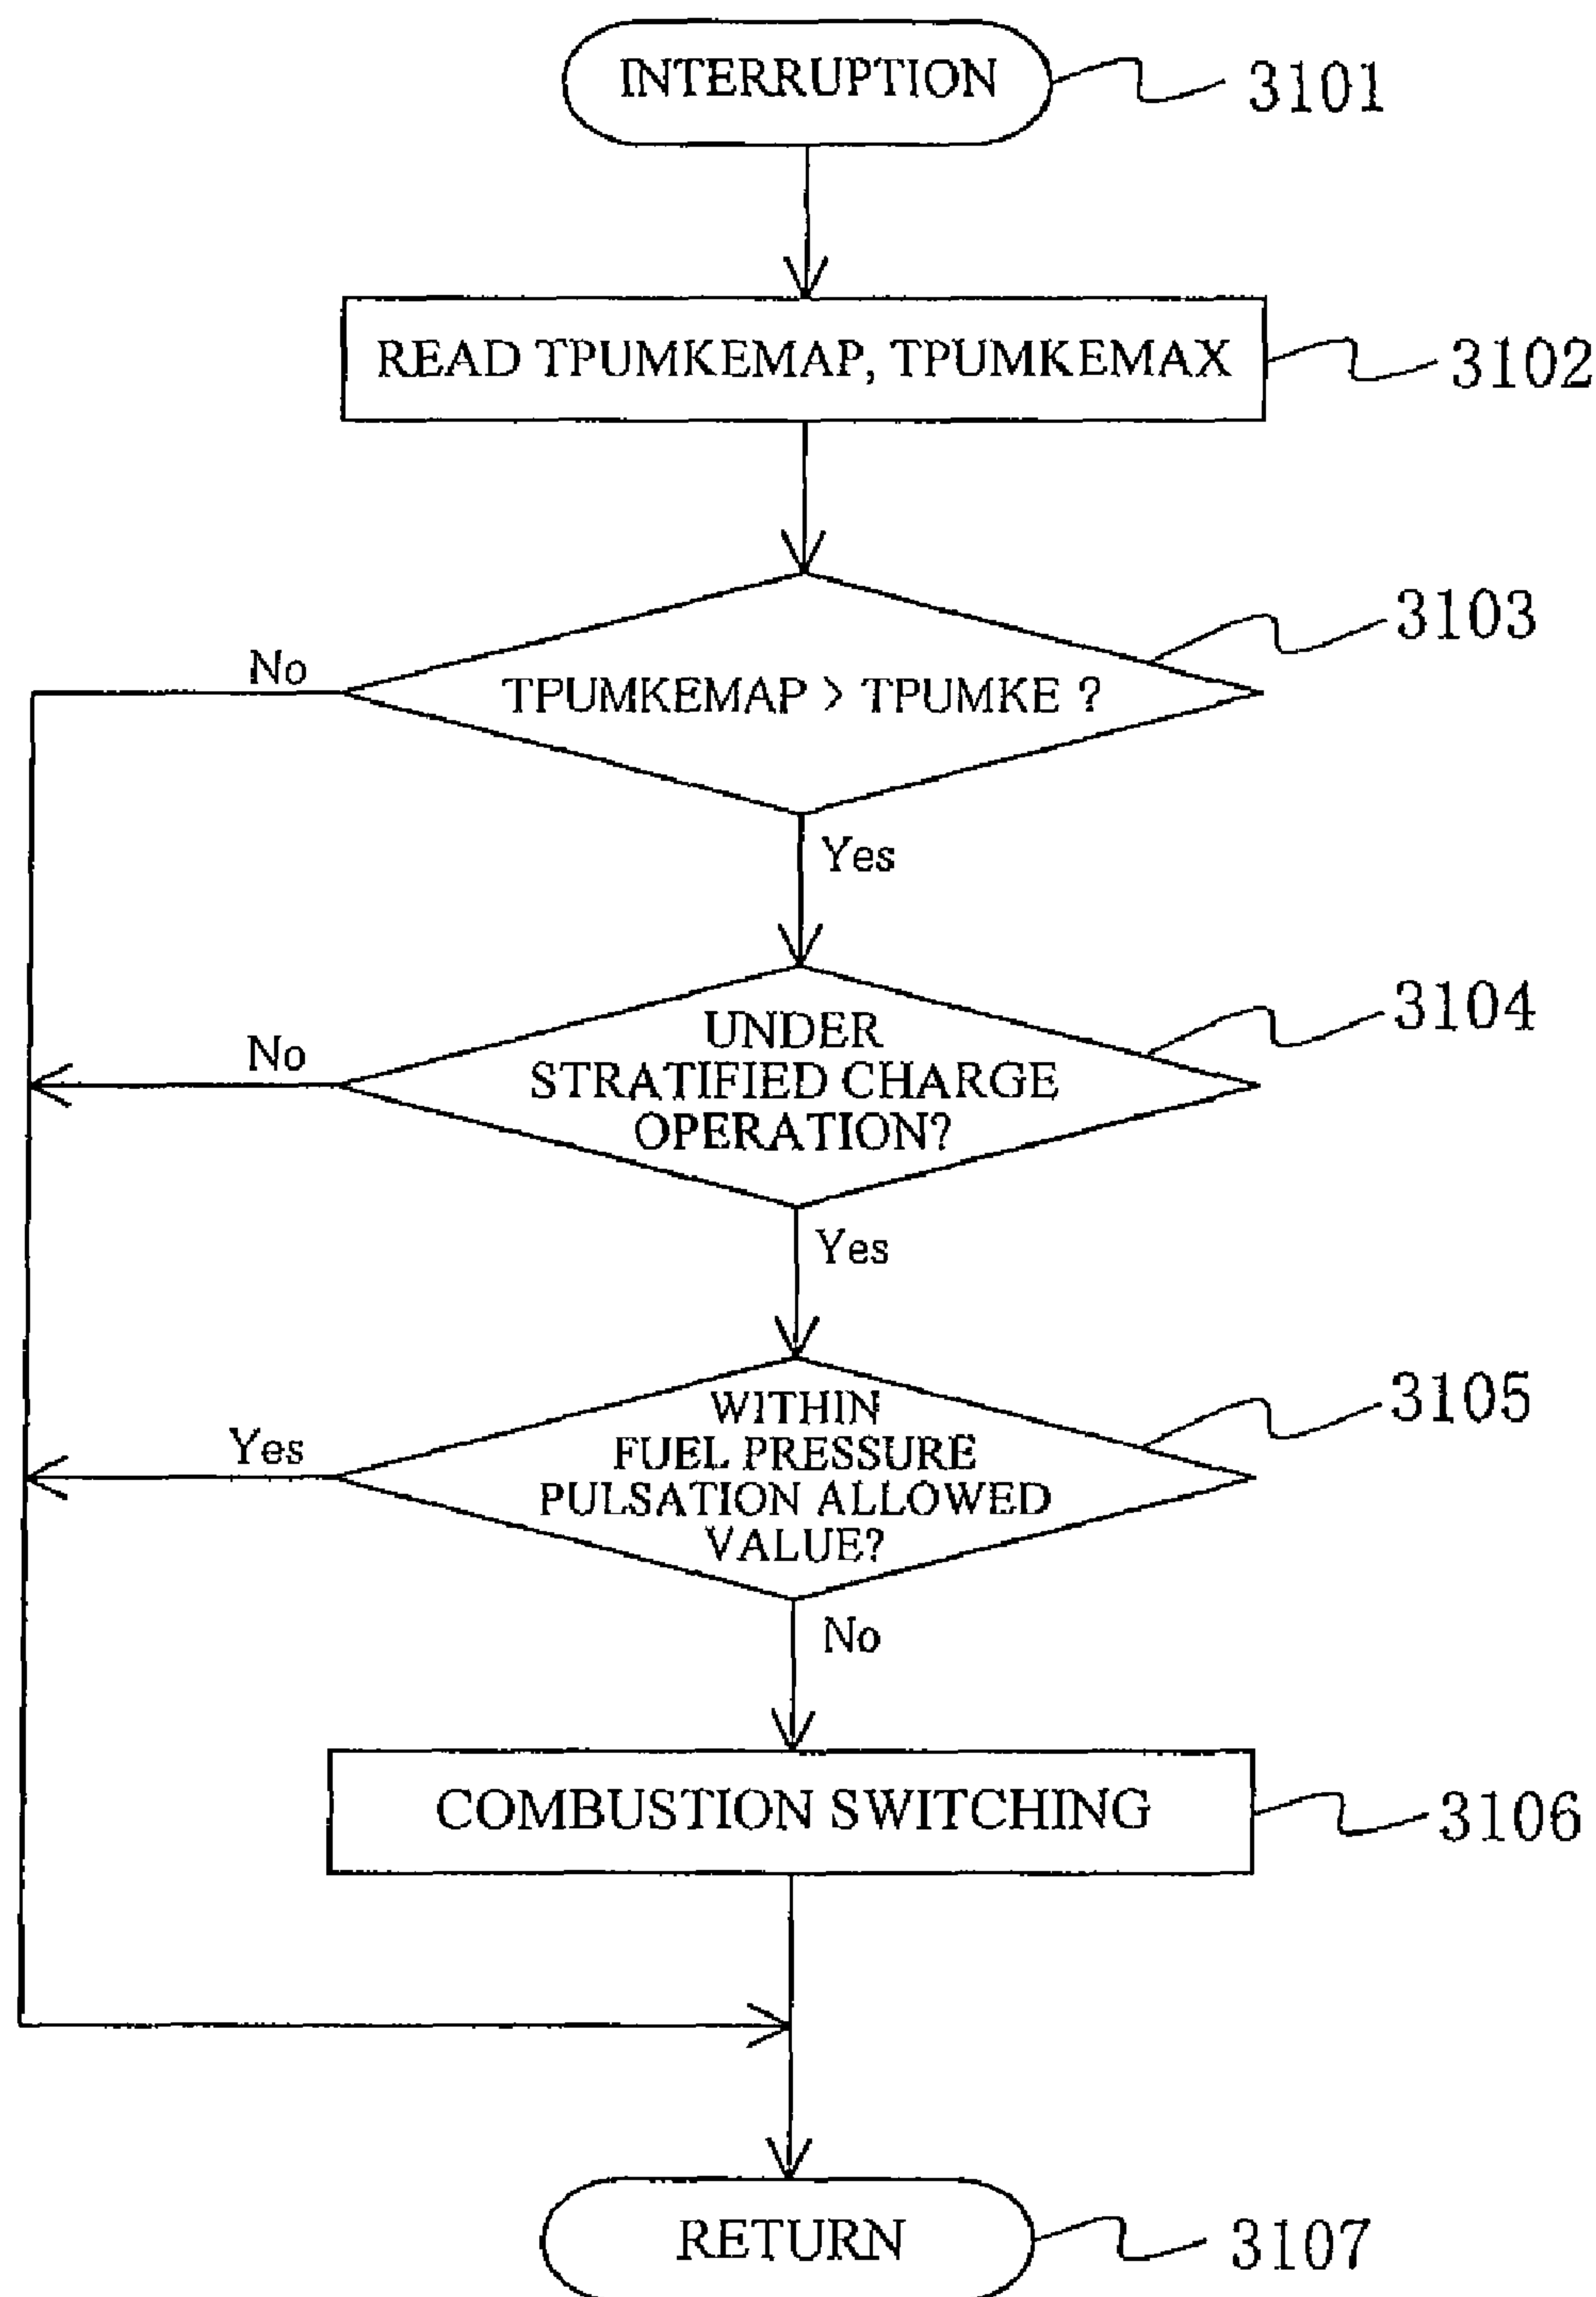 INTERRUPTION
3101
READ TPUMKEMAP, TPUMKEMAX
3102
3103
No
TPUMKEMAP > TPUMKE ?
Yes
3104
UNDER
No
STRATIFIED CHARGE
OPERATION?
Yes
3105
WITHIN
Yes
FUEL PRESSURE
PULSATION ALLOWED
VALUE?
No
COMBUSTION SWITCHING
3106
RETURN
3107